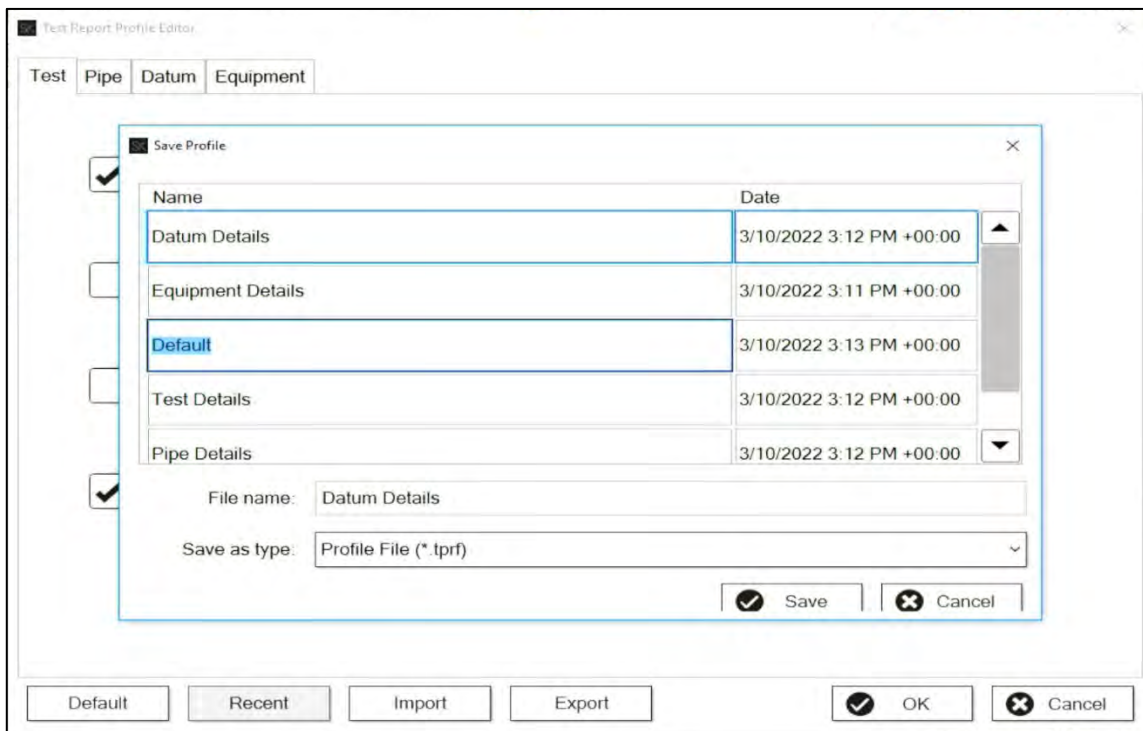 SK Test Report Profile Editor
Test Pipe Datum Equipment
SK Save Profile
Name Date
Datum Details 3/10/2022 3:12 PM +00:00
Equipment Details 3/10/2022 3:11 PM +00:00
Default 3/10/2022 3:13 PM +00:00
Test Details 3/10/2022 3:12 PM +00:00
Pipe Details 3/10/2022 3:12 PM +00:00
File name: Datum Details
Save as type: Profile File (*.tprf)
Save Cancel
Default Recent Import Export OK Cancel